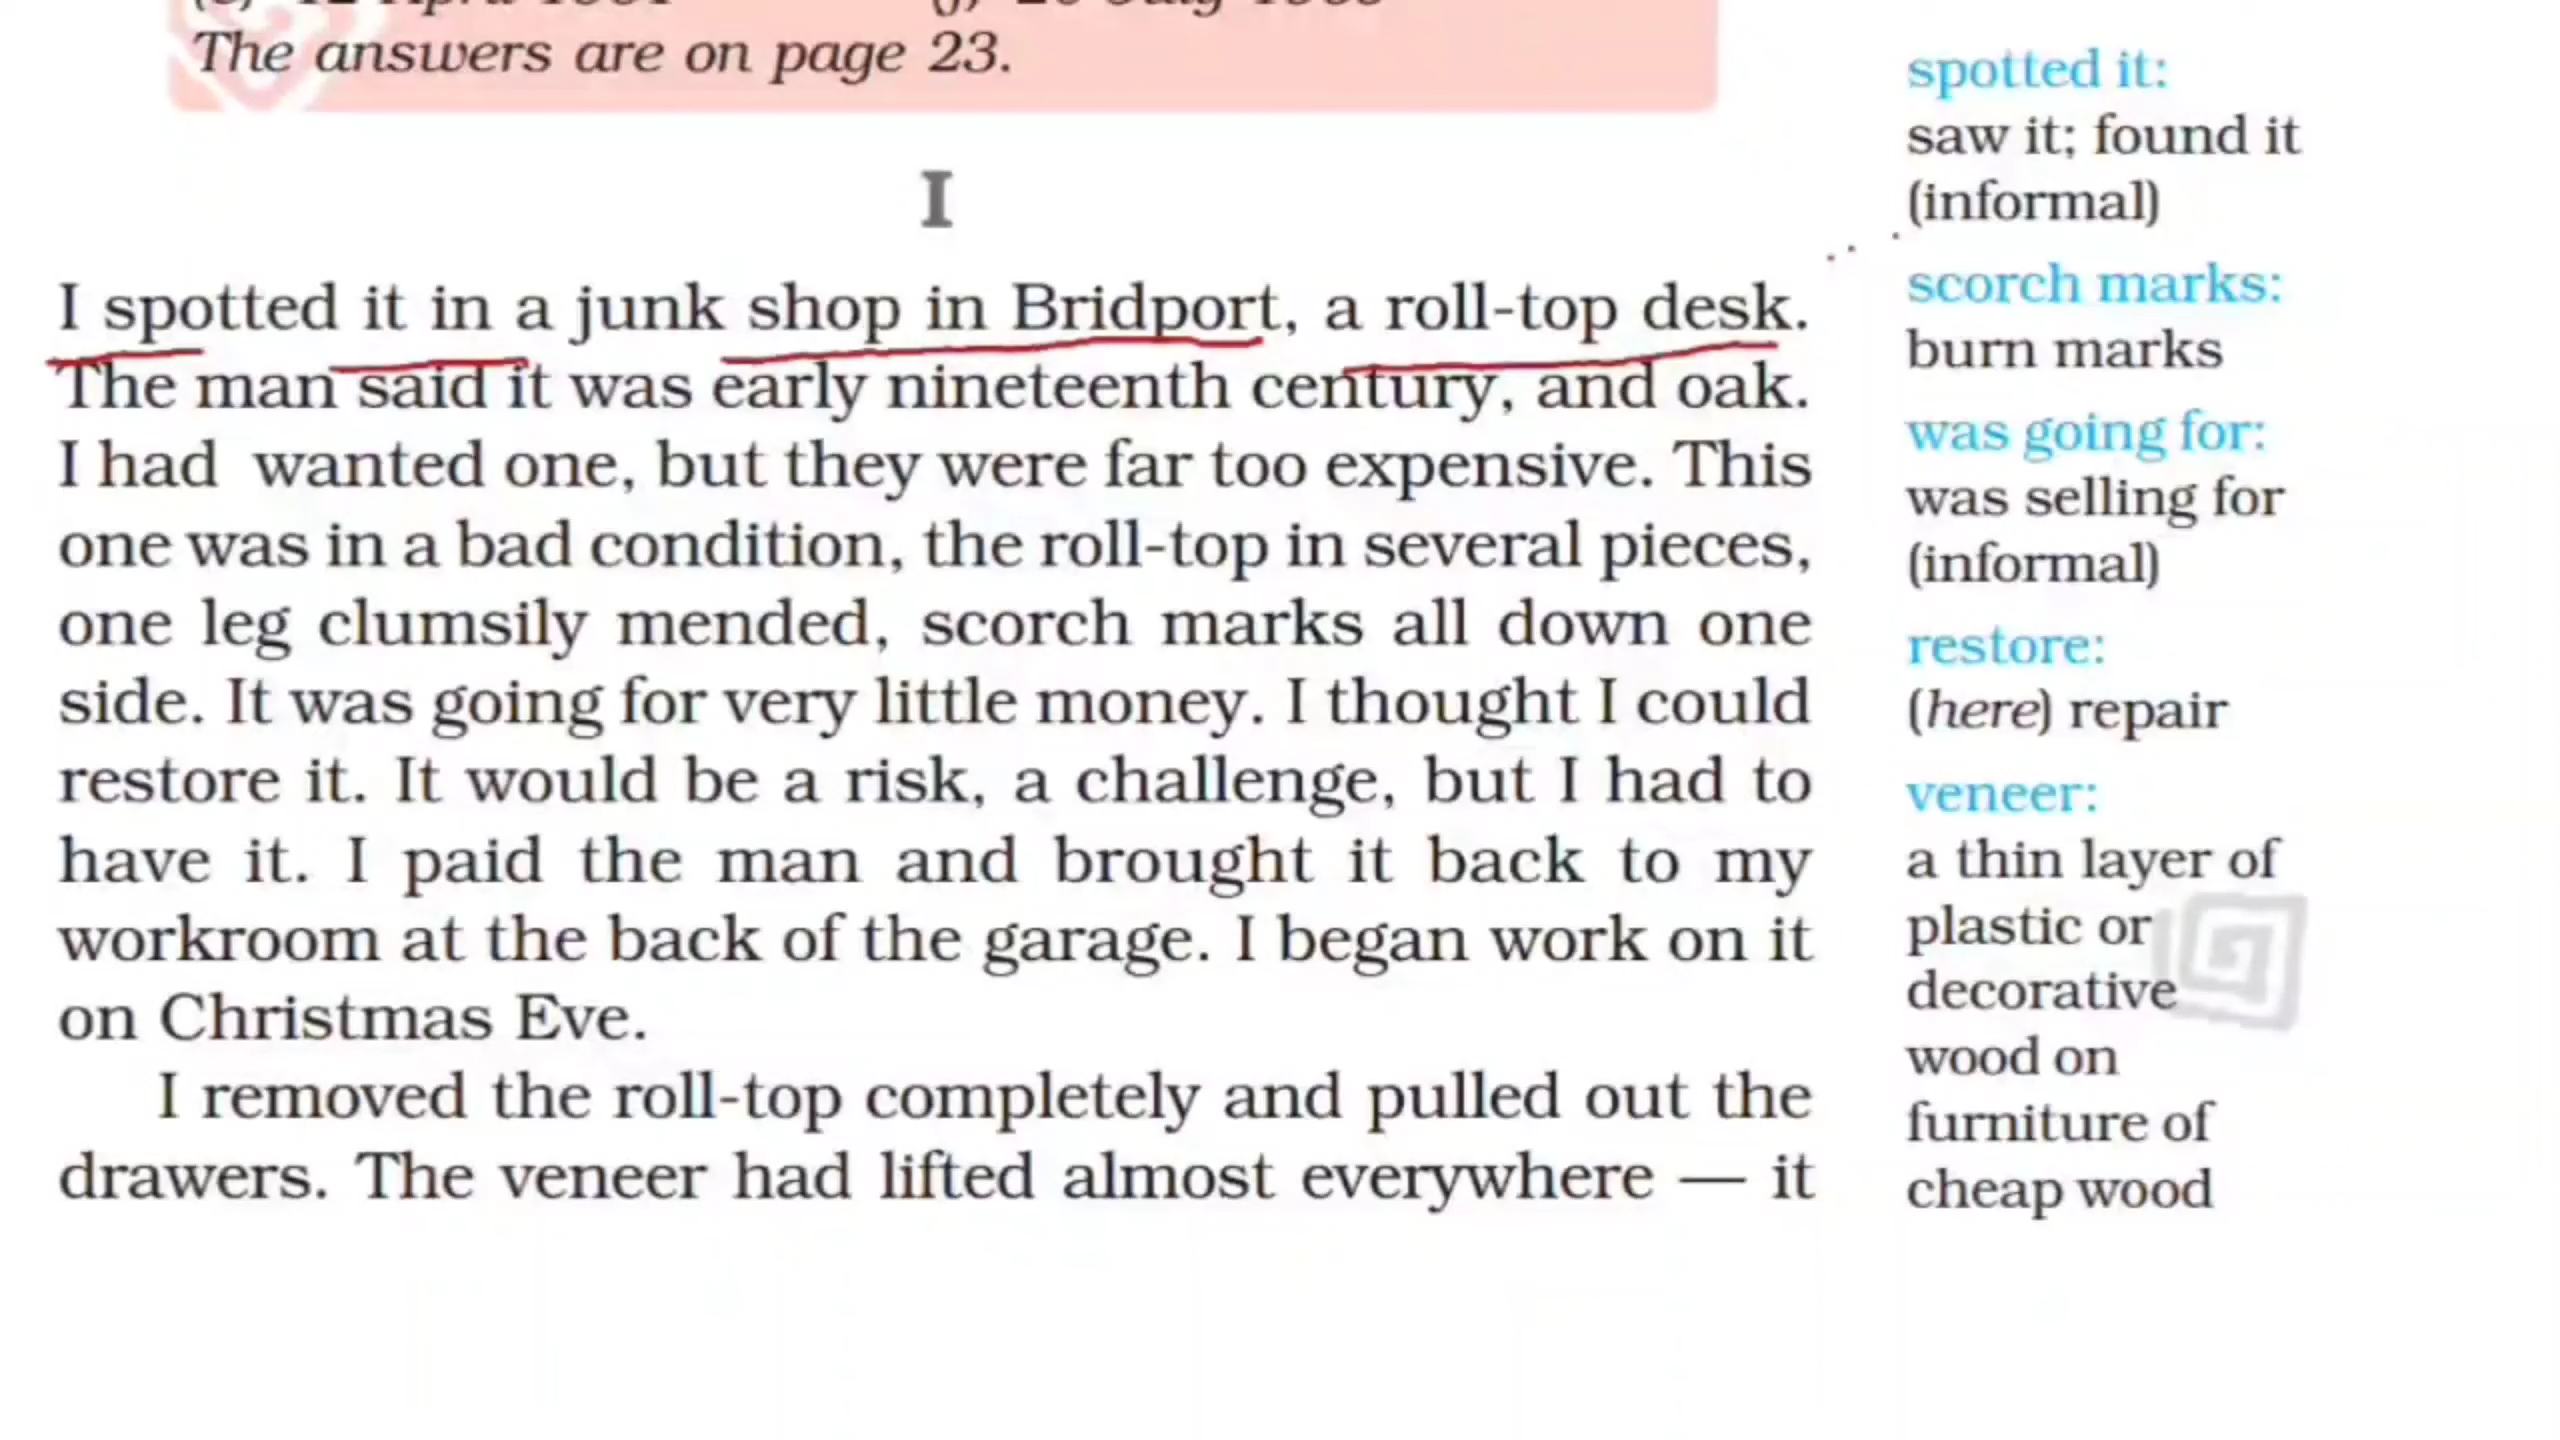 The answers are on page 23.
I
I spotted it in a junk shop in Bridport, a roll-top desk.
The man said it was early nineteenth century, and oak.
I had wanted one, but they were far too expensive. This
one was in a bad condition, the roll-top in several pieces,
one leg clumsily mended, scorch marks all down one
side. It was going for very little money. I thought I could
restore it. It would be a risk, a challenge, but I had to
have it. I paid the man and brought it back to my
workroom at the back of the garage. I began work on it
on Christmas Eve.
I removed the roll-top completely and pulled out the
drawers. The veneer had lifted almost everywhere — it
spotted it:
saw it; found it
(informal)
scorch marks:
burn marks
was going for:
was selling for
(informal)
restore:
(here) repair
veneer:
a thin layer of
plastic or
decorative
wood on
furniture of
cheap wood